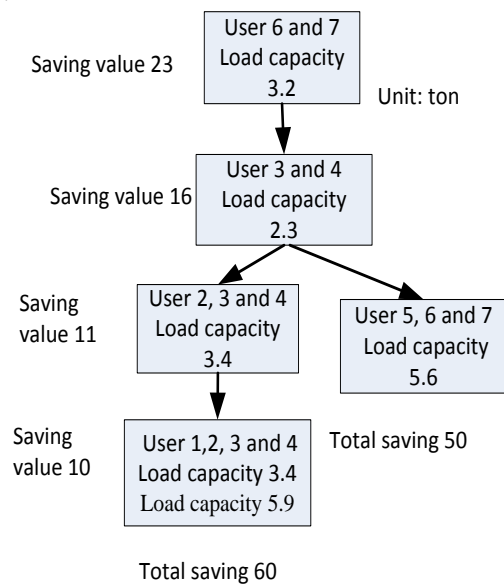 User 6 and 7
Load capacity
3.2
Saving value 23
Unit: ton
User 3 and 4
Load capacity
2.3
Saving value 16
User 2, 3 and 4
Load capacity
3.4
Saving
value 11
User 5, 6 and 7
Load capacity
5.6
User 1,2, 3 and 4
Load capacity 3.4
Load capacity 5.9
Saving
value 10
Total saving 50
Total saving 60